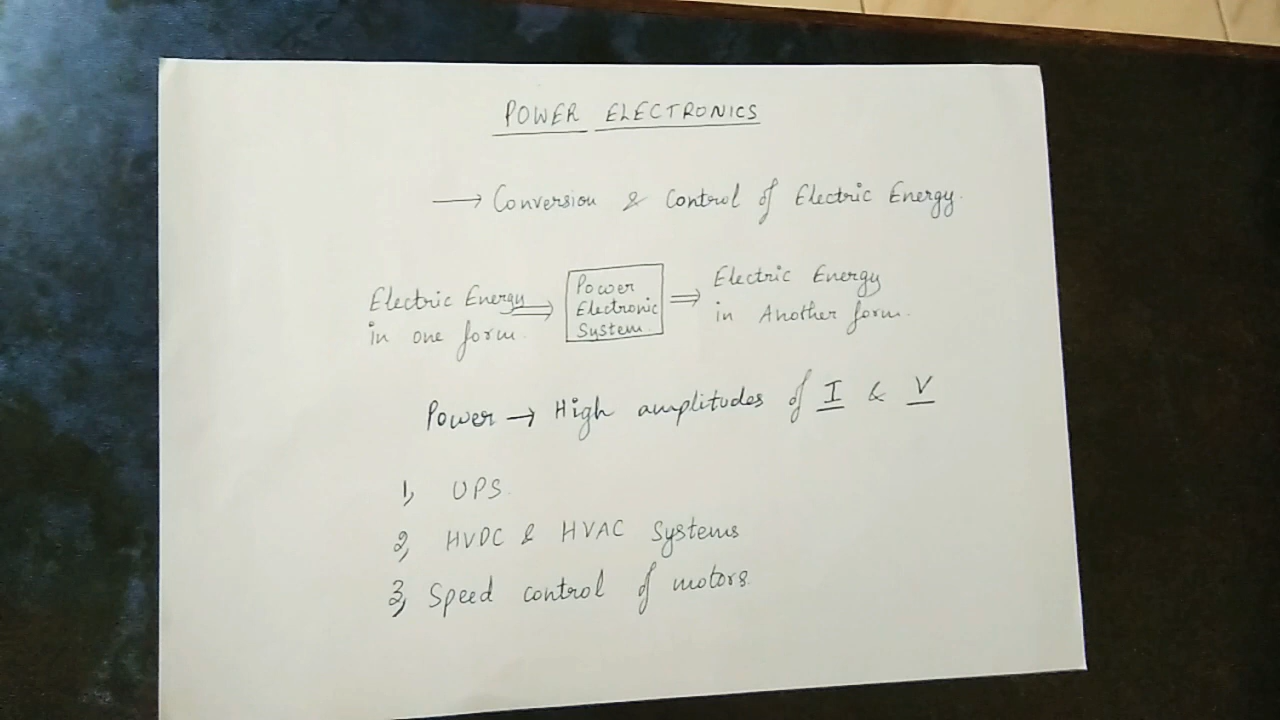 POWER ELECTRONICS
→ Conversion & Control of Electric Energy.
Electric Energy
in one form.
⇒
Power
Electronic
System.
⇒
Electric Energy
in Another form.
Power → High amplitudes of I & V
1, UPS.
2, HVDC & HVAC Systems
3, Speed control of motors.